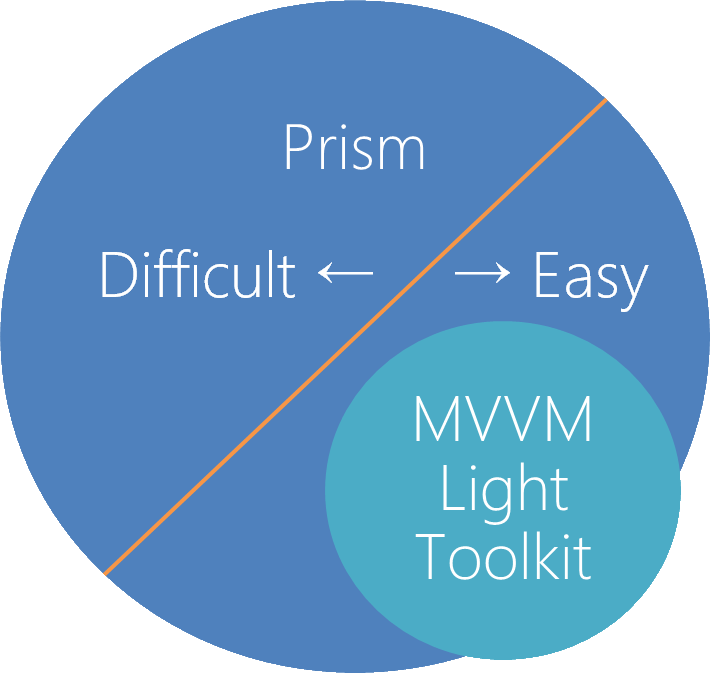 Prism
Difficult ← → Easy
MVVM
Light
Toolkit